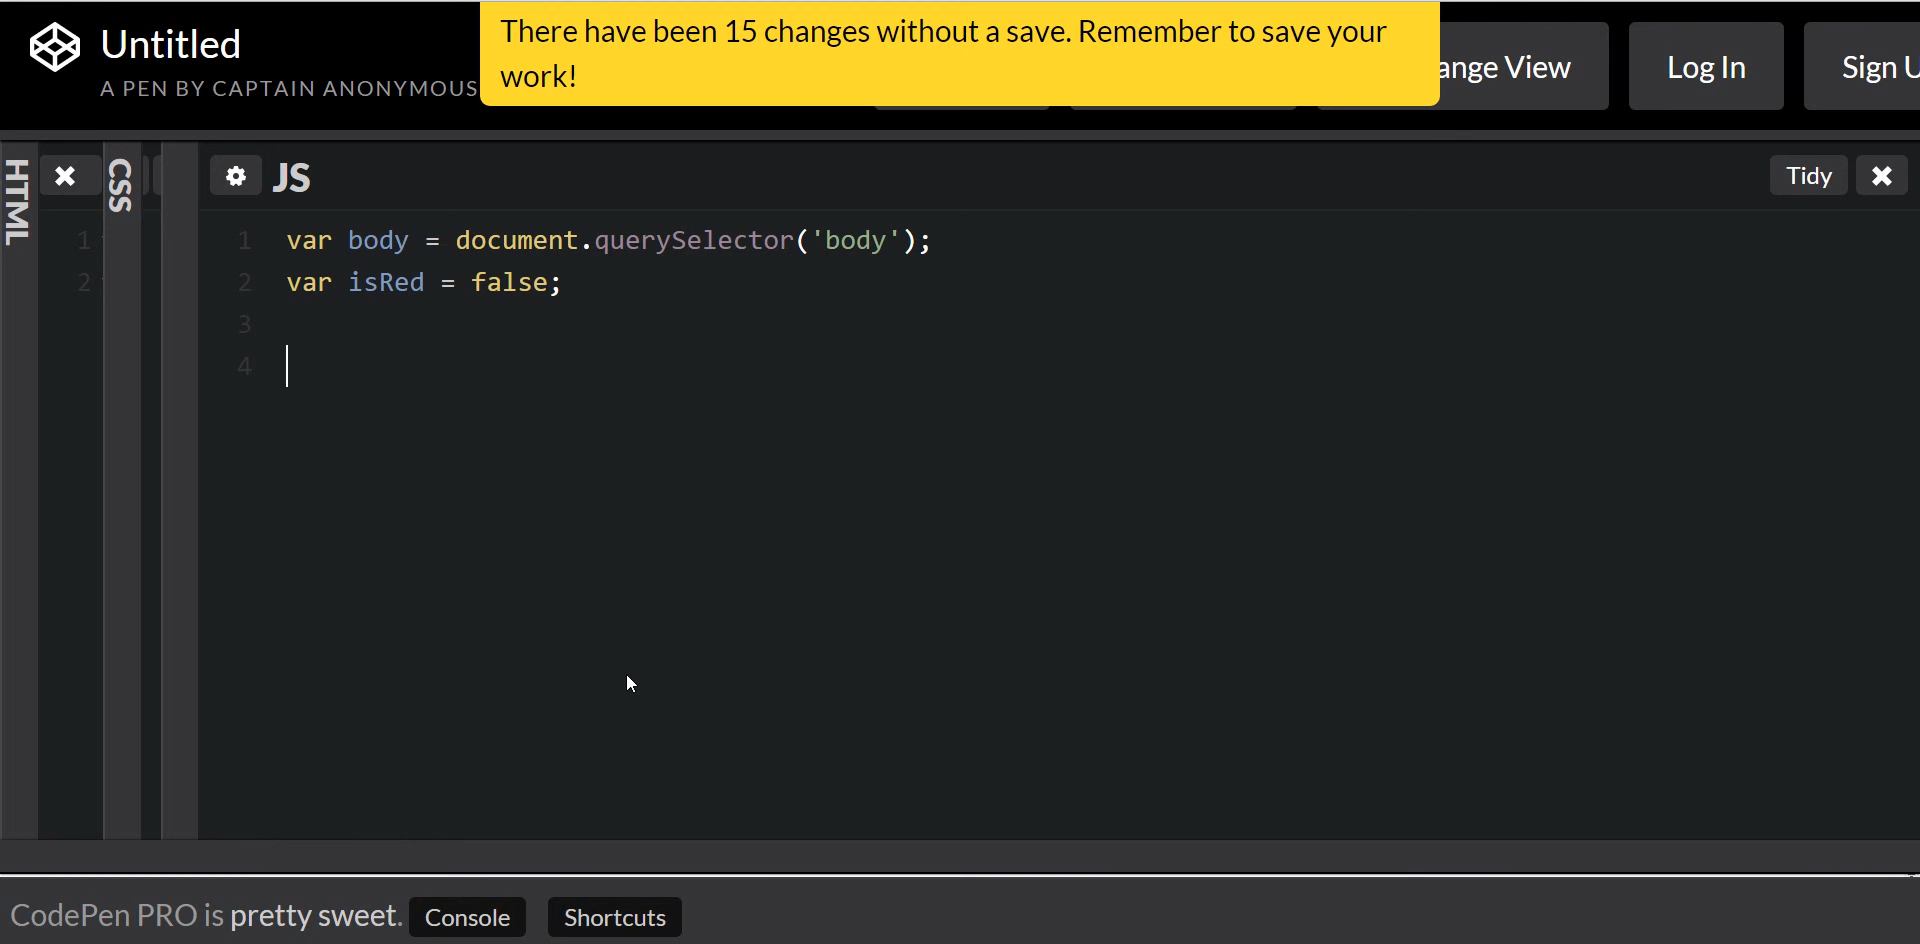 Untitled
A PEN BY CAPTAIN ANONYMOUS
There have been 15 changes without a save. Remember to save your
work!
ange View
Log In
Sign U
HTML
CSS
JS
Tidy
1
2
1 var body = document.querySelector('body');
2 var isRed = false;
3
4
CodePen PRO is pretty sweet.
Console
Shortcuts